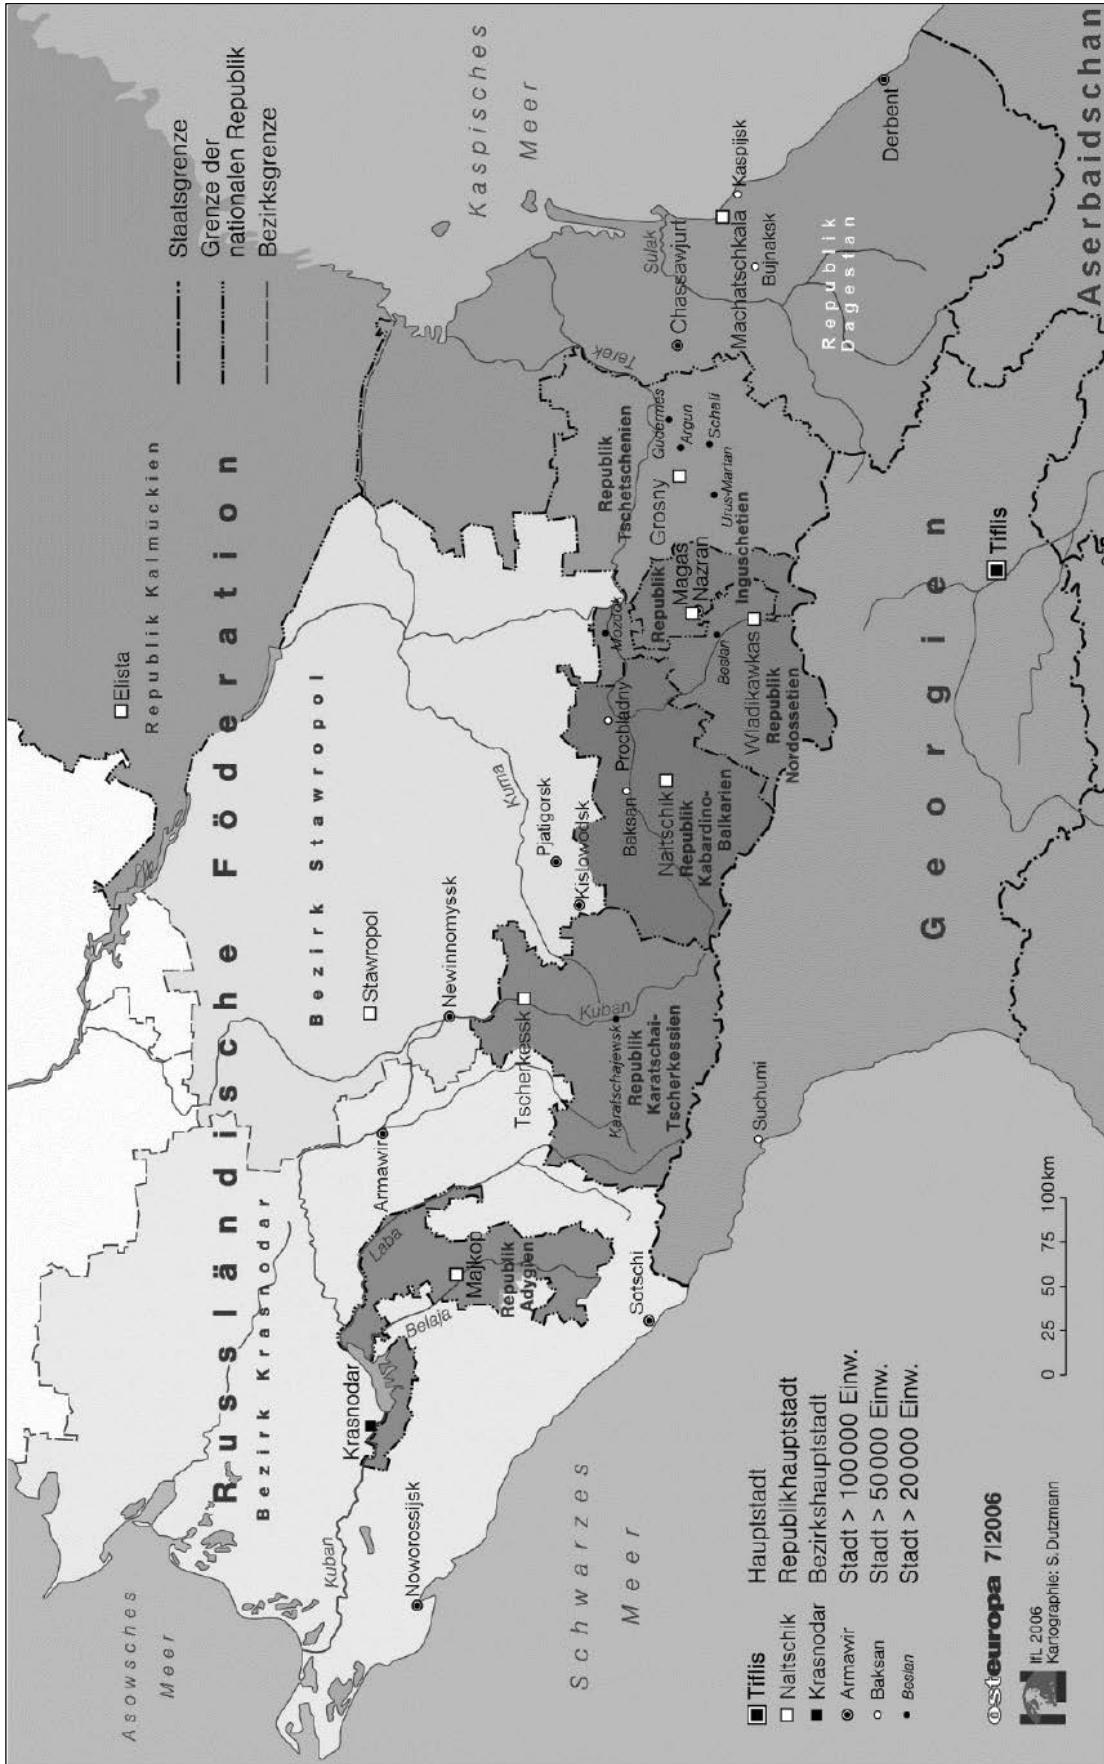 Asowsches
Meer
Kaspisches
Meer
Schwarzes
Meer
Russländische Föderation
Bezirk Krasnodar
Bezirk Stawropol
Republik Kalmückien
Elista
Staatsgrenze
Grenze der
nationalen Republik
Bezirksgrenze
Kuban
Krasnodar
Noworossijsk
Laba
Belaja
Majkop
Republik
Adygien
Armawir
Sotschi
Stawropol
Newinnomyssk
Tscherkessk
Kuban
Karatschajewsk
Republik
Karatschai-
Tscherkessien
Suchumi
Kuma
Pjatigorsk
Kislowodsk
Baksan
Prochladny
Naltschik
Republik
Kabardino-
Balkarien
Mozdok
Beslan
Wladikawkas
Republik
Nordossetien
Republik
Inguschetien
Magas
Nazran
Republik
Tschetschenien
Grosny
Gudermes
Argun
Schali
Urus-Martan
Terek
Sulak
Chassawjurt
Machatschkala
Kaspijsk
Bujnaksk
Republik
Dagestan
Derbent
Georgien
Tiflis
Aserbaidschan
Tiflis Hauptstadt
Naltschik Republikhauptstadt
Krasnodar Bezirkshauptstadt
Armawir Stadt > 100000 Einw.
Baksan Stadt > 50000 Einw.
Beslan Stadt > 20000 Einw.
0 25 50 75 100km
osteuropa 7|2006
IfL 2006
Kartographie: S. Dutzmann